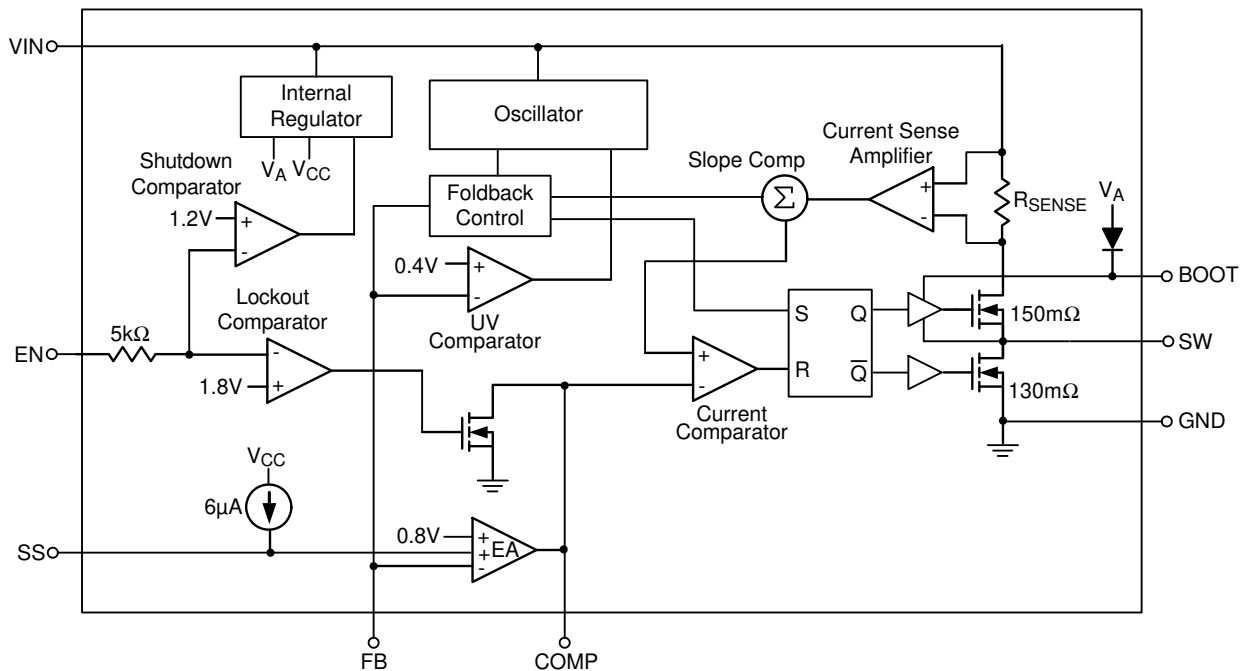 VIN
Internal
Regulator
VA VCC
Oscillator
Shutdown
Comparator
1.2V
+
-
Foldback
Control
Slope Comp
Σ
Current Sense
Amplifier
+
-
RSENSE
VA
BOOT
0.4V
+
-
UV
Comparator
Lockout
Comparator
5kΩ
EN
-
1.8V
+
S
Q
R
Q̅
+
-
Current
Comparator
150mΩ
SW
130mΩ
GND
VCC
6µA
SS
0.8V
+
+
-
EA
FB
COMP